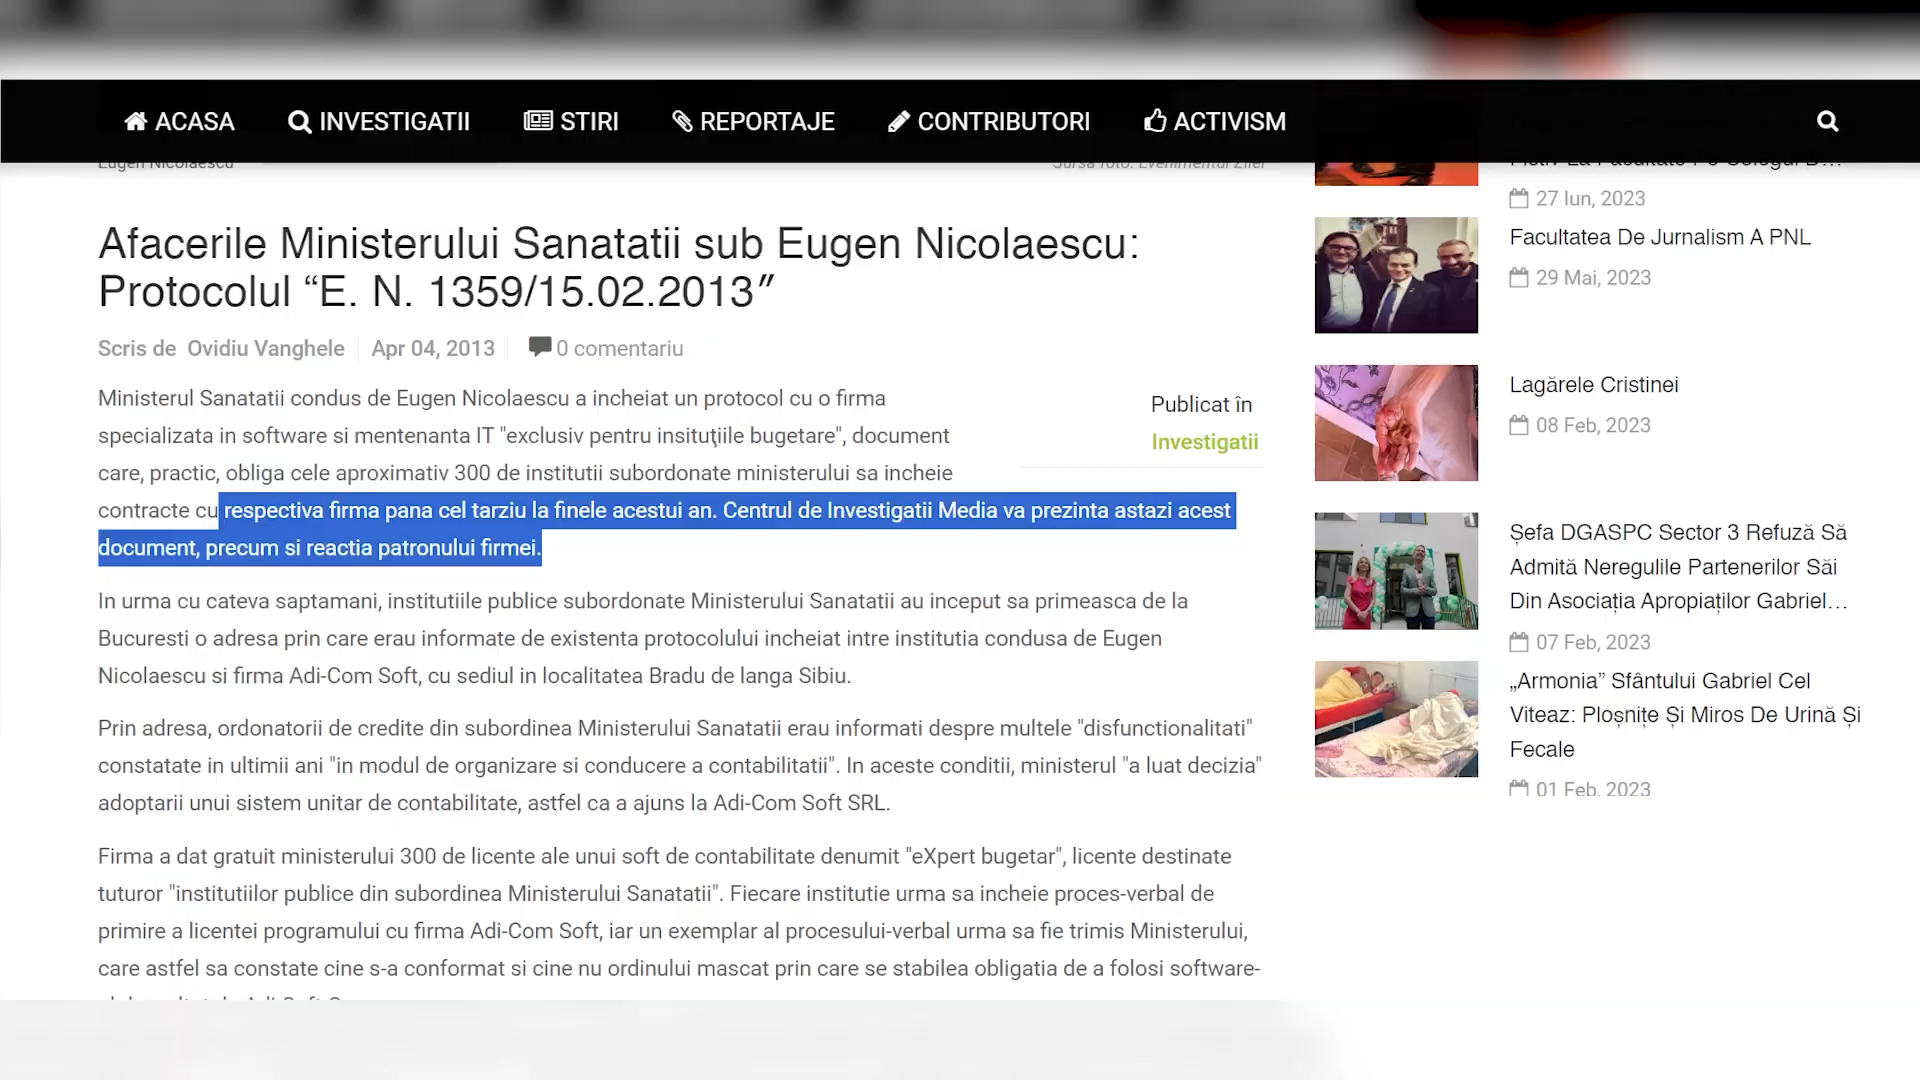 ACASA
INVESTIGATII
STIRI
REPORTAJE
CONTRIBUTORI
ACTIVISM
Eugen Nicolaescu
Sursa foto: Evenimentul Zilei
Afacerile Ministerului Sanatatii sub Eugen Nicolaescu:
Protocolul “E. N. 1359/15.02.2013″
Scris de Ovidiu Vanghele
Apr 04, 2013
0 comentariu
Ministerul Sanatatii condus de Eugen Nicolaescu a incheiat un protocol cu o firma
specializata in software si mentenanta IT "exclusiv pentru insituţiile bugetare", document
care, practic, obliga cele aproximativ 300 de institutii subordonate ministerului sa incheie
contracte cu respectiva firma pana cel tarziu la finele acestui an. Centrul de Investigatii Media va prezinta astazi acest
document, precum si reactia patronului firmei.
Publicat în
Investigatii
In urma cu cateva saptamani, institutiile publice subordonate Ministerului Sanatatii au inceput sa primeasca de la
Bucuresti o adresa prin care erau informate de existenta protocolului incheiat intre institutia condusa de Eugen
Nicolaescu si firma Adi-Com Soft, cu sediul in localitatea Bradu de langa Sibiu.
Prin adresa, ordonatorii de credite din subordinea Ministerului Sanatatii erau informati despre multele "disfunctionalitati"
constatate in ultimii ani "in modul de organizare si conducere a contabilitatii". In aceste conditii, ministerul "a luat decizia"
adoptarii unui sistem unitar de contabilitate, astfel ca a ajuns la Adi-Com Soft SRL.
Firma a dat gratuit ministerului 300 de licente ale unui soft de contabilitate denumit "eXpert bugetar", licente destinate
tuturor "institutiilor publice din subordinea Ministerului Sanatatii". Fiecare institutie urma sa incheie proces-verbal de
primire a licentei programului cu firma Adi-Com Soft, iar un exemplar al procesului-verbal urma sa fie trimis Ministerului,
care astfel sa constate cine s-a conformat si cine nu ordinului mascat prin care se stabilea obligatia de a folosi software-
27 Iun, 2023
Facultatea De Jurnalism A PNL
29 Mai, 2023
Lagărele Cristinei
08 Feb, 2023
Șefa DGASPC Sector 3 Refuză Să
Admită Neregulile Partenerilor Săi
Din Asociația Apropiaților Gabriel…
07 Feb, 2023
„Armonia” Sfântului Gabriel Cel
Viteaz: Ploșnițe Și Miros De Urină Și
Fecale
01 Feb, 2023